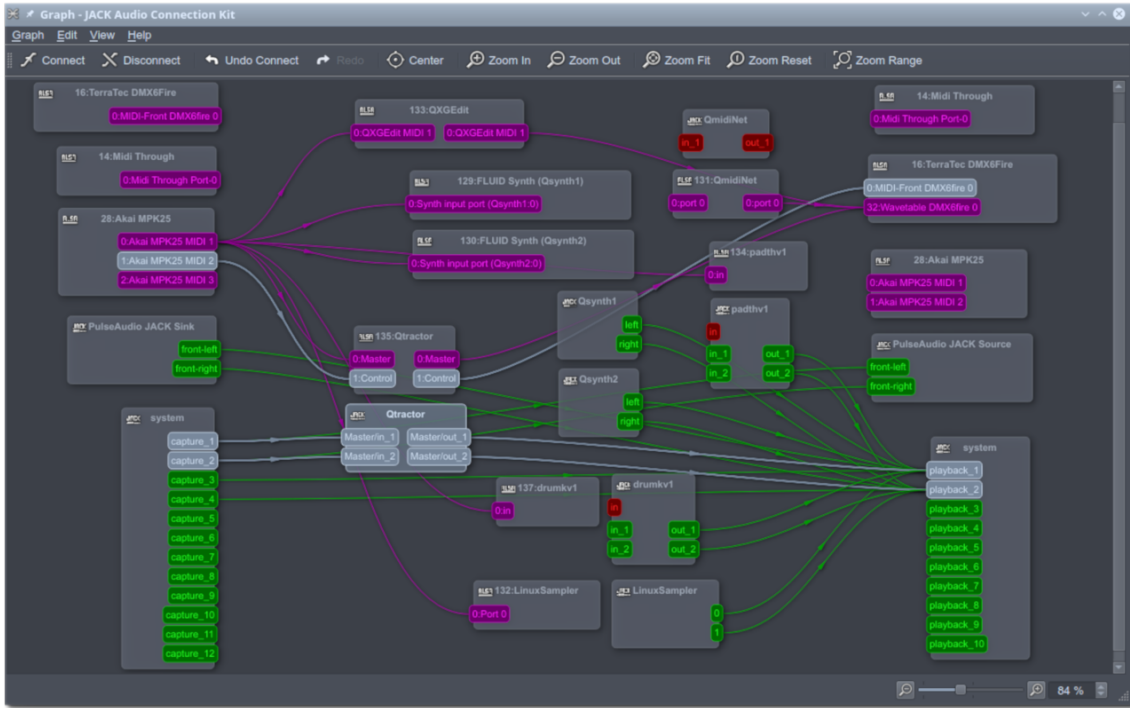 Graph - JACK Audio Connection Kit
Graph Edit View Help
Connect Disconnect Undo Connect Redo Center Zoom In Zoom Out Zoom Fit Zoom Reset Zoom Range
16:TerraTec DMX6Fire
0:MIDI-Front DMX6fire 0
14:Midi Through
0:Midi Through Port-0
28:Akai MPK25
0:Akai MPK25 MIDI 1
1:Akai MPK25 MIDI 2
2:Akai MPK25 MIDI 3
PulseAudio JACK Sink
front-left
front-right
system
capture_1
capture_2
capture_3
capture_4
capture_5
capture_6
capture_7
capture_8
capture_9
capture_10
capture_11
capture_12
133:QXGEdit
0:QXGEdit MIDI 1 0:QXGEdit MIDI 1
129:FLUID Synth (Qsynth1)
0:Synth input port (Qsynth1:0)
130:FLUID Synth (Qsynth2)
0:Synth input port (Qsynth2:0)
135:Qtractor
0:Master 0:Master
1:Control 1:Control
Qtractor
Master/in_1 Master/out_1
Master/in_2 Master/out_2
137:drumkv1
0:in
132:LinuxSampler
0:Port 0
Qsynth1
left
right
Qsynth2
left
right
drumkv1
in
in_1 out_1
in_2 out_2
LinuxSampler
0
1
QmidiNet
in_1 out_1
131:QmidiNet
0:port 0 0:port 0
134:padthv1
0:in
padthv1
in
in_1 out_1
in_2 out_2
14:Midi Through
0:Midi Through Port-0
16:TerraTec DMX6Fire
0:MIDI-Front DMX6fire 0
32:Wavetable DMX6fire 0
28:Akai MPK25
0:Akai MPK25 MIDI 1
1:Akai MPK25 MIDI 2
PulseAudio JACK Source
front-left
front-right
system
playback_1
playback_2
playback_3
playback_4
playback_5
playback_6
playback_7
playback_8
playback_9
playback_10
84 %